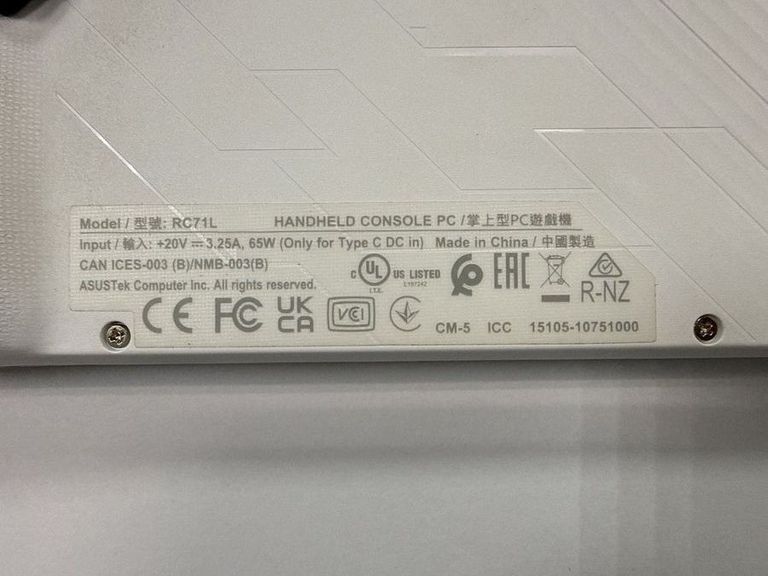 Model / 型號: RC71L HANDHELD CONSOLE PC /掌上型PC遊戲機
Input / 輸入: +20V ⎓ 3.25A, 65W (Only for Type C DC in) Made in China / 中國製造
CAN ICES-003 (B)/NMB-003(B)
ASUSTek Computer Inc. All rights reserved.
C UL US LISTED
I.T.E. E197242
EAC
R-NZ
CE FC UK CA VCI
CM-5 ICC 15105-10751000